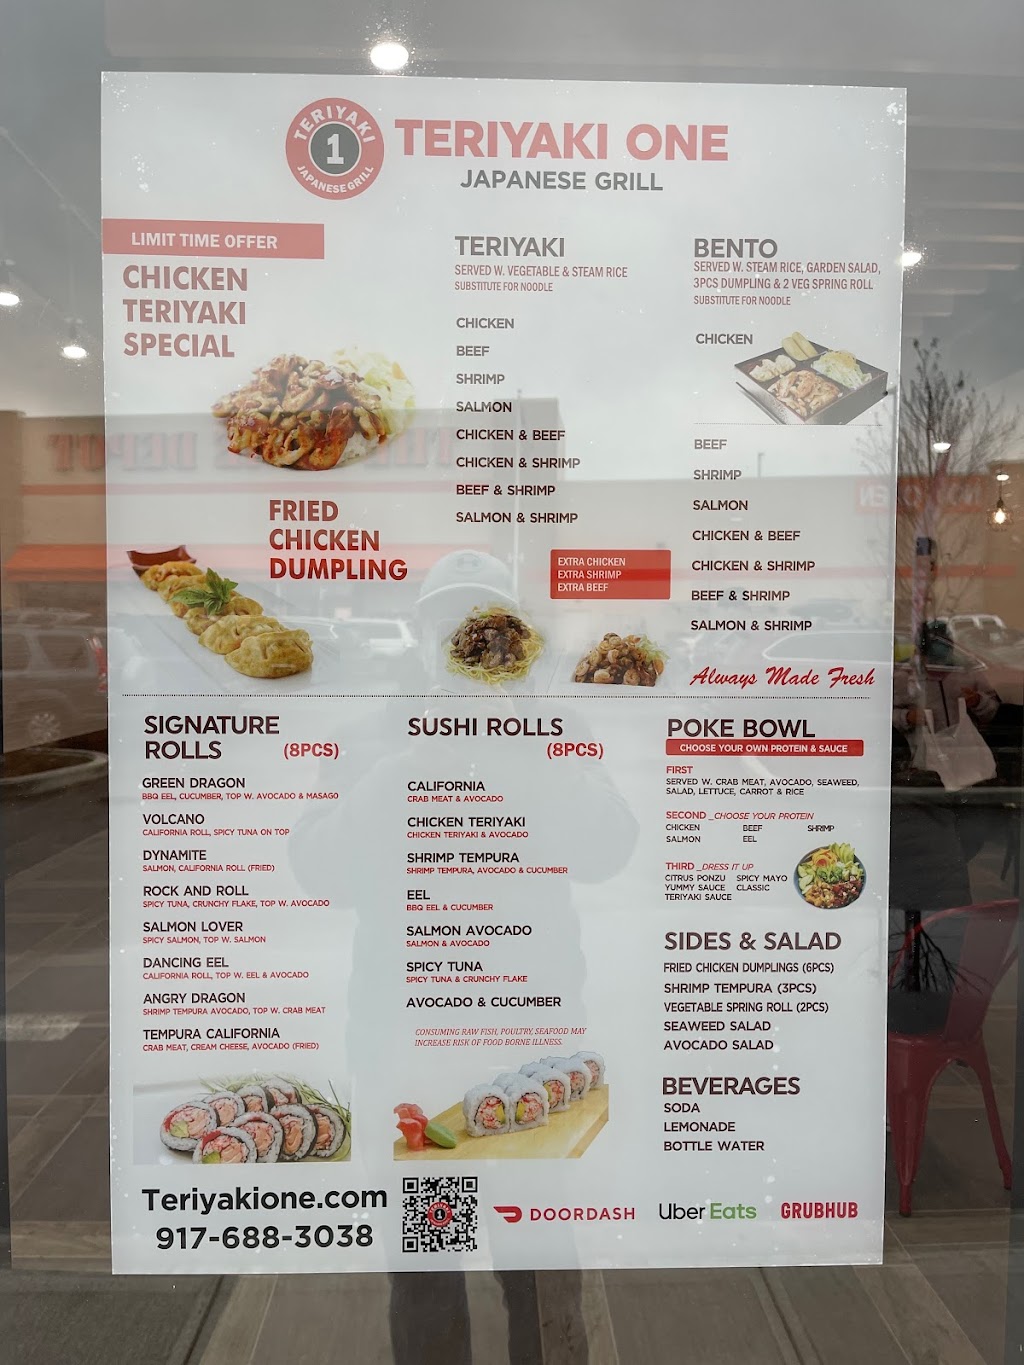 TERIYAKI
1
JAPANESE GRILL
TERIYAKI ONE
JAPANESE GRILL
LIMIT TIME OFFER
CHICKEN
TERIYAKI
SPECIAL
FRIED
CHICKEN
DUMPLING
TERIYAKI
SERVED W. VEGETABLE & STEAM RICE
SUBSTITUTE FOR NOODLE
CHICKEN
BEEF
SHRIMP
SALMON
CHICKEN & BEEF
CHICKEN & SHRIMP
BEEF & SHRIMP
SALMON & SHRIMP
EXTRA CHICKEN
EXTRA SHRIMP
EXTRA BEEF
BENTO
SERVED W. STEAM RICE, GARDEN SALAD,
3PCS DUMPLING & 2 VEG SPRING ROLL
SUBSTITUTE FOR NOODLE
CHICKEN
BEEF
SHRIMP
SALMON
CHICKEN & BEEF
CHICKEN & SHRIMP
BEEF & SHRIMP
SALMON & SHRIMP
Always Made Fresh
SIGNATURE
ROLLS (8PCS)
GREEN DRAGON
BBQ EEL, CUCUMBER, TOP W. AVOCADO & MASAGO
VOLCANO
CALIFORNIA ROLL, SPICY TUNA ON TOP
DYNAMITE
SALMON, CALIFORNIA ROLL (FRIED)
ROCK AND ROLL
SPICY TUNA, CRUNCHY FLAKE, TOP W. AVOCADO
SALMON LOVER
SPICY SALMON, TOP W. SALMON
DANCING EEL
CALIFORNIA ROLL, TOP W. EEL & AVOCADO
ANGRY DRAGON
SHRIMP TEMPURA AVOCADO, TOP W. CRAB MEAT
TEMPURA CALIFORNIA
CRAB MEAT, CREAM CHEESE, AVOCADO (FRIED)
SUSHI ROLLS
(8PCS)
CALIFORNIA
CRAB MEAT & AVOCADO
CHICKEN TERIYAKI
CHICKEN TERIYAKI & AVOCADO
SHRIMP TEMPURA
SHRIMP TEMPURA, AVOCADO & CUCUMBER
EEL
BBQ EEL & CUCUMBER
SALMON AVOCADO
SALMON & AVOCADO
SPICY TUNA
SPICY TUNA & CRUNCHY FLAKE
AVOCADO & CUCUMBER
CONSUMING RAW FISH, POULTRY, SEAFOOD MAY
INCREASE RISK OF FOOD BORNE ILLNESS.
POKE BOWL
CHOOSE YOUR OWN PROTEIN & SAUCE
FIRST
SERVED W. CRAB MEAT, AVOCADO, SEAWEED,
SALAD, LETTUCE, CARROT & RICE
SECOND _CHOOSE YOUR PROTEIN
CHICKEN BEEF SHRIMP
SALMON EEL
THIRD _DRESS IT UP
CITRUS PONZU SPICY MAYO
YUMMY SAUCE CLASSIC
TERIYAKI SAUCE
SIDES & SALAD
FRIED CHICKEN DUMPLINGS (6PCS)
SHRIMP TEMPURA (3PCS)
VEGETABLE SPRING ROLL (2PCS)
SEAWEED SALAD
AVOCADO SALAD
BEVERAGES
SODA
LEMONADE
BOTTLE WATER
Teriyakione.com
917-688-3038
DOORDASH
Uber Eats
GRUBHUB